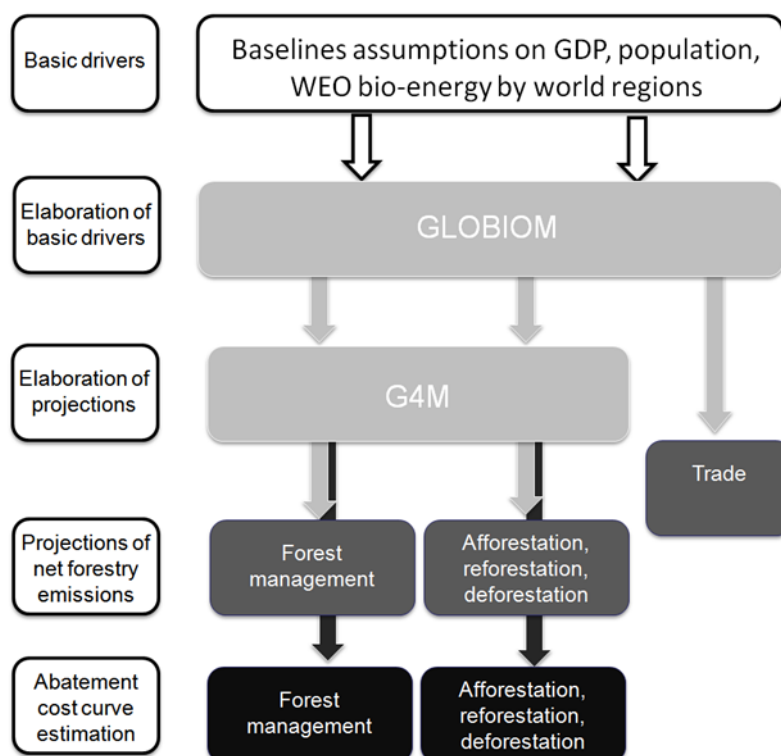 Basic drivers
Baselines assumptions on GDP, population,
WEO bio-energy by world regions
Elaboration of
basic drivers
GLOBIOM
Elaboration of
projections
G4M
Trade
Projections of
net forestry
emissions
Forest
management
Afforestation,
reforestation,
deforestation
Abatement
cost curve
estimation
Forest
management
Afforestation,
reforestation,
deforestation